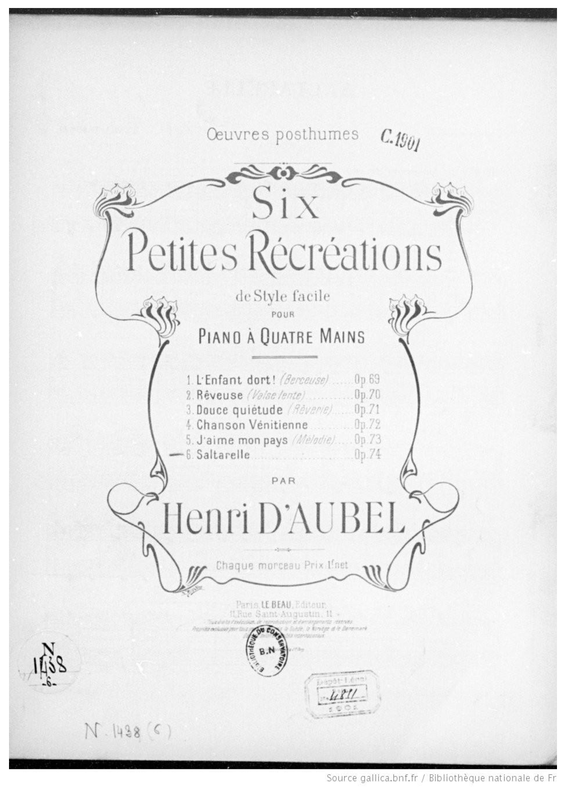 Œuvres posthumes
C.1901
Six
Petites Récréations
de Style facile
POUR
PIANO À QUATRE MAINS
1. L'Enfant dort! (Berceuse) ..... Op.69
2. Rêveuse (Valse lente) ..... Op.70
3. Douce quiétude (Rêverie) ..... Op.71
4. Chanson Vénitienne ..... Op.72
5. J'aime mon pays (Mélodie) ..... Op.73
6. Saltarelle ..... Op.74
PAR
Henri D'AUBEL
Chaque morceau Prix 1f net
Paris, LE BEAU, Editeur
11, Rue Saint-Augustin, 11
BIBLIOTHÈQUE DU CONSERVATOIRE
B.N
N
1438
-6-
N. 1438 (6)
Source gallica.bnf.fr / Bibliothèque nationale de Fr